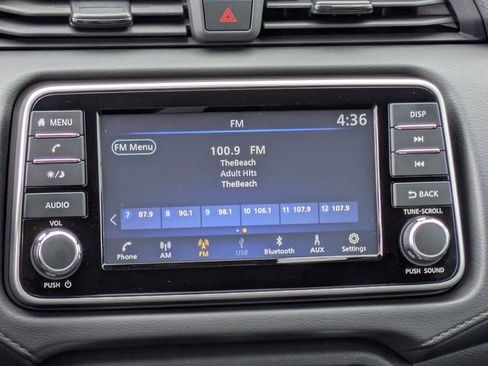 FM
4:36
MENU
DISP
FM Menu
100.9 FM
TheBeach
Adult Hits
TheBeach
AUDIO
BACK
7 87.9 8 90.1 9 98.1 10 106.1 11 107.9 12 107.9
VOL
TUNE-SCROLL
Phone AM FM USB Bluetooth AUX Settings
PUSH
PUSH SOUND